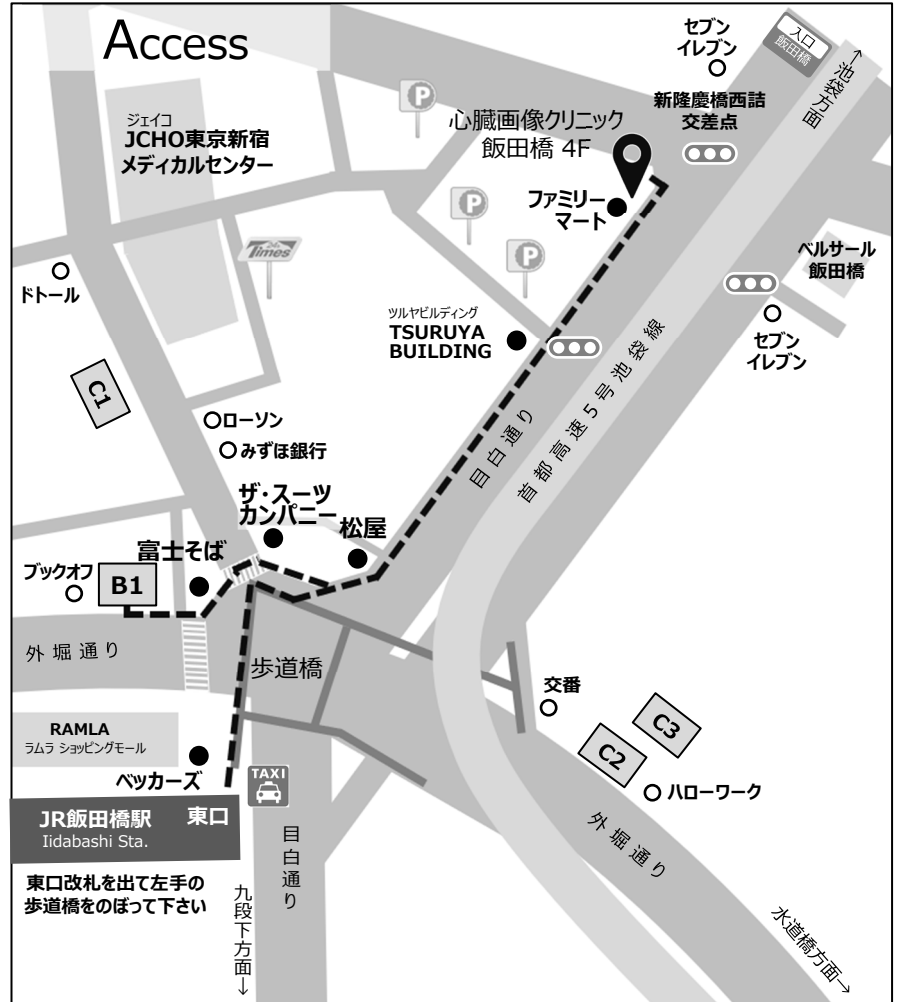 Access
セブン
イレブン
入口
飯田橋
←池袋方面
新隆慶橋西詰
交差点
P
心臓画像クリニック
飯田橋 4F
ジェイコ
JCHO東京新宿
メディカルセンター
ファミリー
マート
P
P
Times
ベルサール
飯田橋
ドトール
ツルヤビルディング
TSURUYA
BUILDING
セブン
イレブン
首都高速5号池袋線
目白通り
C1
ローソン
みずほ銀行
ザ・スーツ
カンパニー
松屋
富士そば
ブックオフ
B1
外堀通り
歩道橋
交番
C3
C2
ハローワーク
RAMLA
ラムラ ショッピングモール
ベッカーズ
TAXI
JR飯田橋駅 東口
Iidabashi Sta.
目白通り
外堀通り
東口改札を出て左手の
歩道橋をのぼって下さい
九段下方面→
水道橋方面→